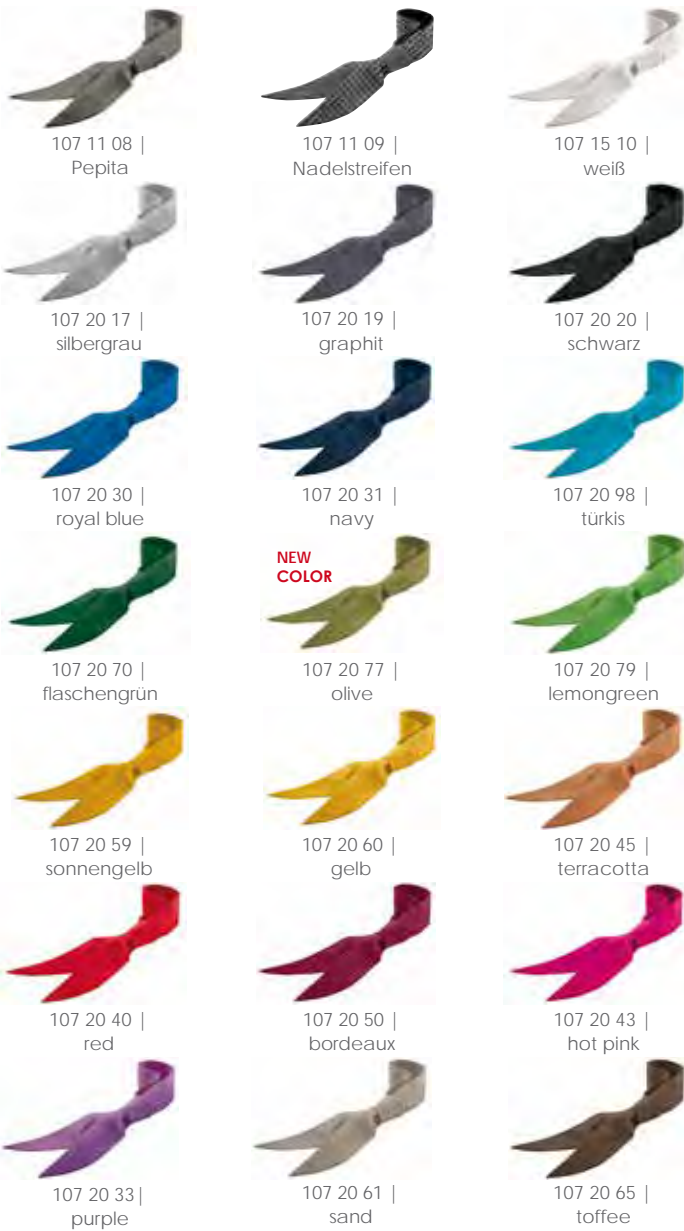 107 11 08 |
Pepita
107 11 09 |
Nadelstreifen
107 15 10 |
weiß
107 20 17 |
silbergrau
107 20 19 |
graphit
107 20 20 |
schwarz
107 20 30 |
royal blue
107 20 31 |
navy
107 20 98 |
türkis
107 20 70 |
flaschengrün
NEW
COLOR
107 20 77 |
olive
107 20 79 |
lemongreen
107 20 59 |
sonnengelb
107 20 60 |
gelb
107 20 45 |
terracotta
107 20 40 |
red
107 20 50 |
bordeaux
107 20 43 |
hot pink
107 20 33 |
purple
107 20 61 |
sand
107 20 65 |
toffee